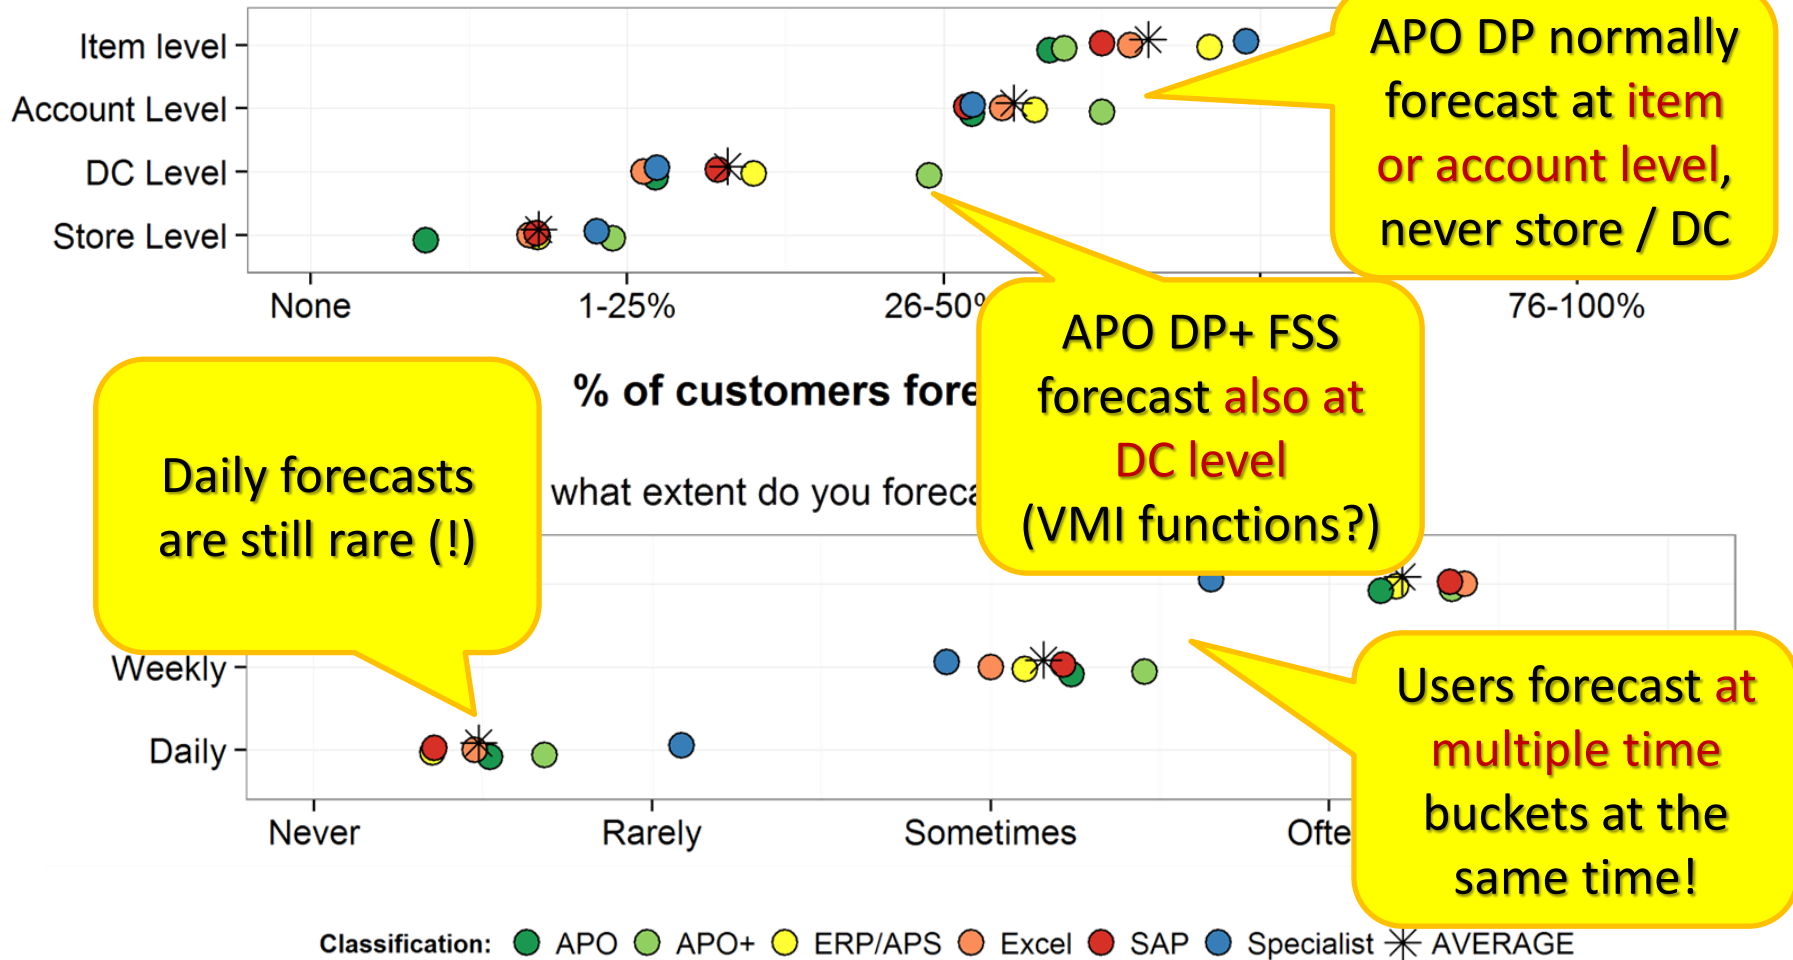 Item level
Account Level
DC Level
Store Level
None 1-25% 26-50% 76-100%
APO DP normally
forecast at item
or account level,
never store / DC
APO DP+ FSS
forecast also at
DC level
(VMI functions?)
% of customers
what extent do you
Daily forecasts
are still rare (!)
Weekly
Daily
Never Rarely Sometimes
Users forecast at
multiple time
buckets at the
same time!
Classification: APO APO+ ERP/APS Excel SAP Specialist AVERAGE